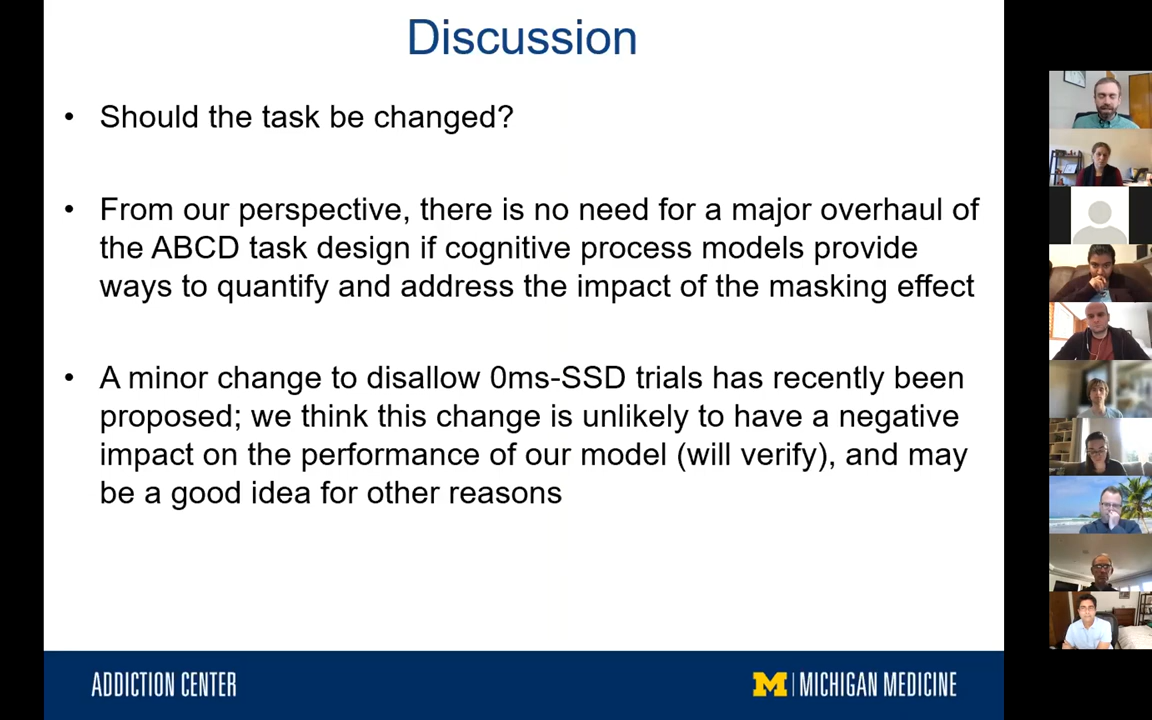 Discussion
• Should the task be changed?
• From our perspective, there is no need for a major overhaul of
the ABCD task design if cognitive process models provide
ways to quantify and address the impact of the masking effect
• A minor change to disallow 0ms-SSD trials has recently been
proposed; we think this change is unlikely to have a negative
impact on the performance of our model (will verify), and may
be a good idea for other reasons
ADDICTION CENTER
M | MICHIGAN MEDICINE